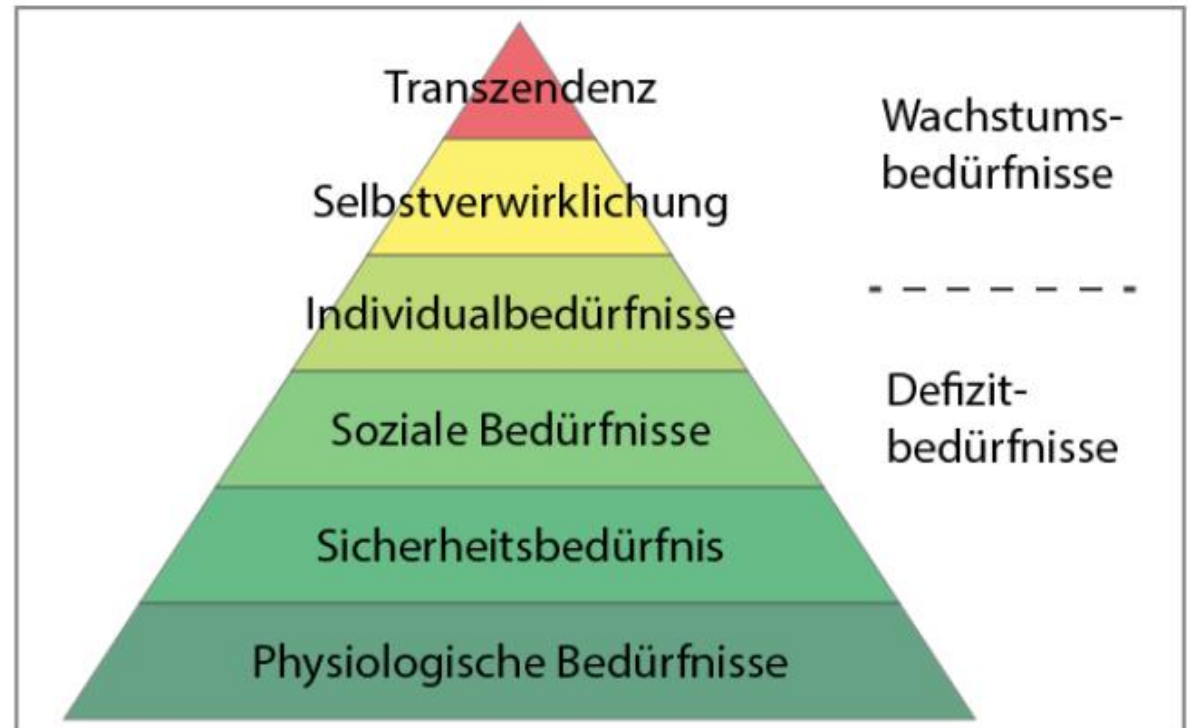 Transzendenz
Selbstverwirklichung
Individualbedürfnisse
Soziale Bedürfnisse
Sicherheitsbedürfnis
Physiologische Bedürfnisse
Wachstums-
bedürfnisse
Defizit-
bedürfnisse